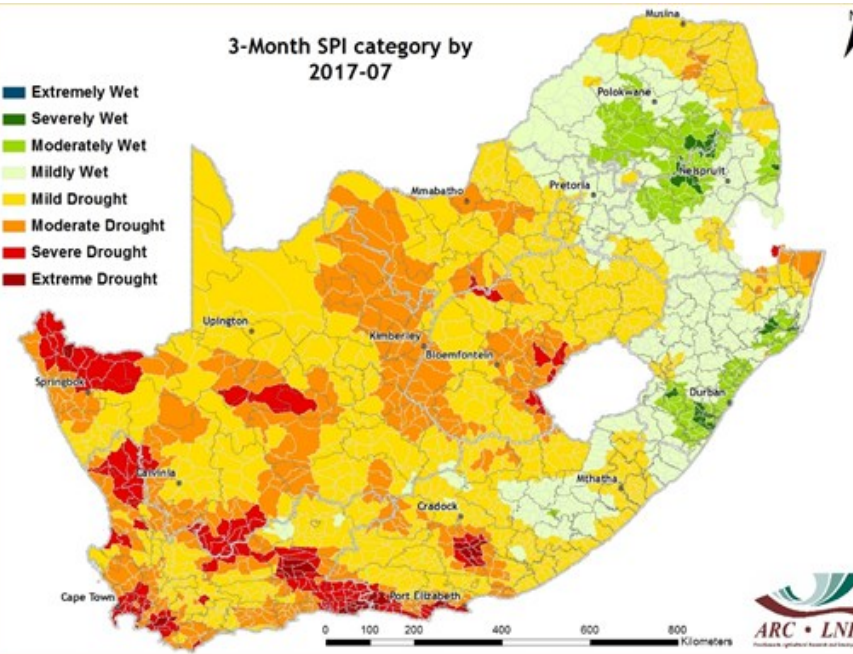 3-Month SPI category by
2017-07
Extremely Wet
Severely Wet
Moderately Wet
Mildly Wet
Mild Drought
Moderate Drought
Severe Drought
Extreme Drought
Musina
Polokwane
Nelspruit
Pretoria
Mmabatho
Upington
Kimberley
Bloemfontein
Springbok
Durban
Calvinia
Mthatha
Cradock
Cape Town
Port Elizabeth
0 100 200 400 600 800
Kilometers
ARC • LN